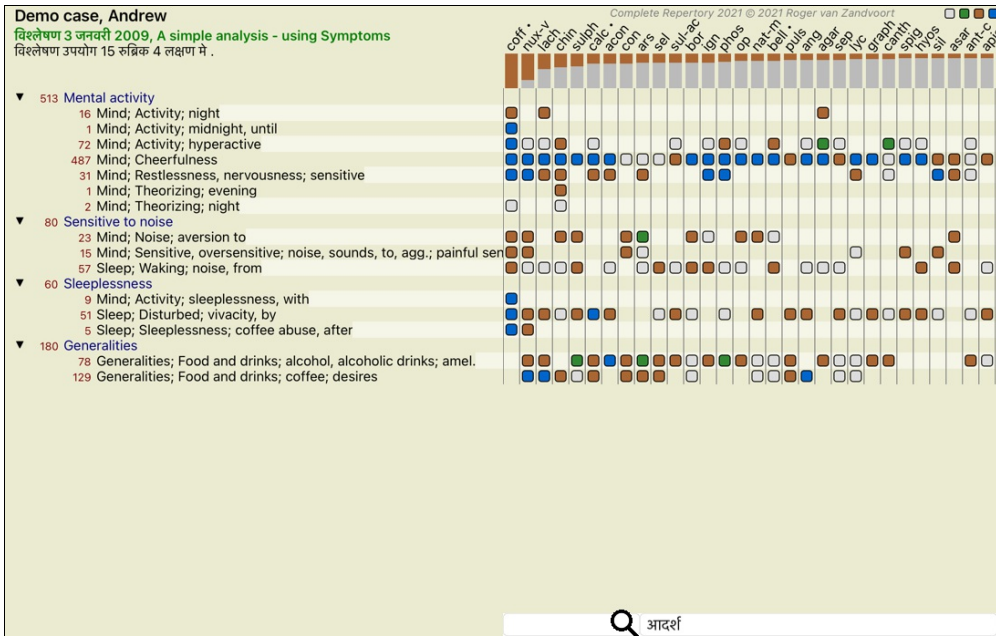 Demo case, Andrew
Complete Repertory 2021 © 2021 Roger van Zandvoort
विश्लेषण 3 जनवरी 2009, A simple analysis - using Symptoms
विश्लेषण उपयोग 15 रुब्रिक 4 लक्षण मे .
coff • nux-v lach chin sulph calc • acon con ars sel sul-ac bor ign phos op nat-m bell • puls ang agar sep lyc graph canth spig hyos sil asar ant-c
▼ 513 Mental activity
16 Mind; Activity; night
1 Mind; Activity; midnight, until
72 Mind; Activity; hyperactive
487 Mind; Cheerfulness
31 Mind; Restlessness, nervousness; sensitive
1 Mind; Theorizing; evening
2 Mind; Theorizing; night
▼ 80 Sensitive to noise
23 Mind; Noise; aversion to
15 Mind; Sensitive, oversensitive; noise, sounds, to, agg.; painful sen
57 Sleep; Waking; noise, from
▼ 60 Sleeplessness
9 Mind; Activity; sleeplessness, with
51 Sleep; Disturbed; vivacity, by
5 Sleep; Sleeplessness; coffee abuse, after
▼ 180 Generalities
78 Generalities; Food and drinks; alcohol, alcoholic drinks; amel.
129 Generalities; Food and drinks; coffee; desires
आदर्श